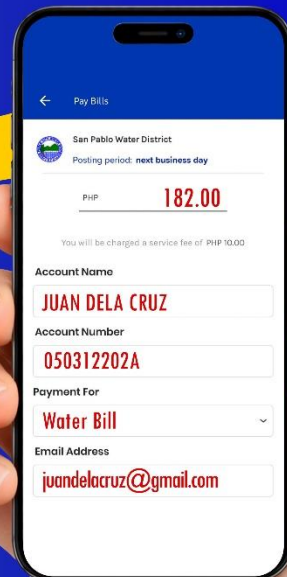 Pay Bills
San Pablo Water District
Posting period: next business day
PHP 182.00
You will be charged a service fee of PHP 10.00
Account Name
JUAN DELA CRUZ
Account Number
050312202A
Payment For
Water Bill
Email Address
juandelacruz@gmail.com